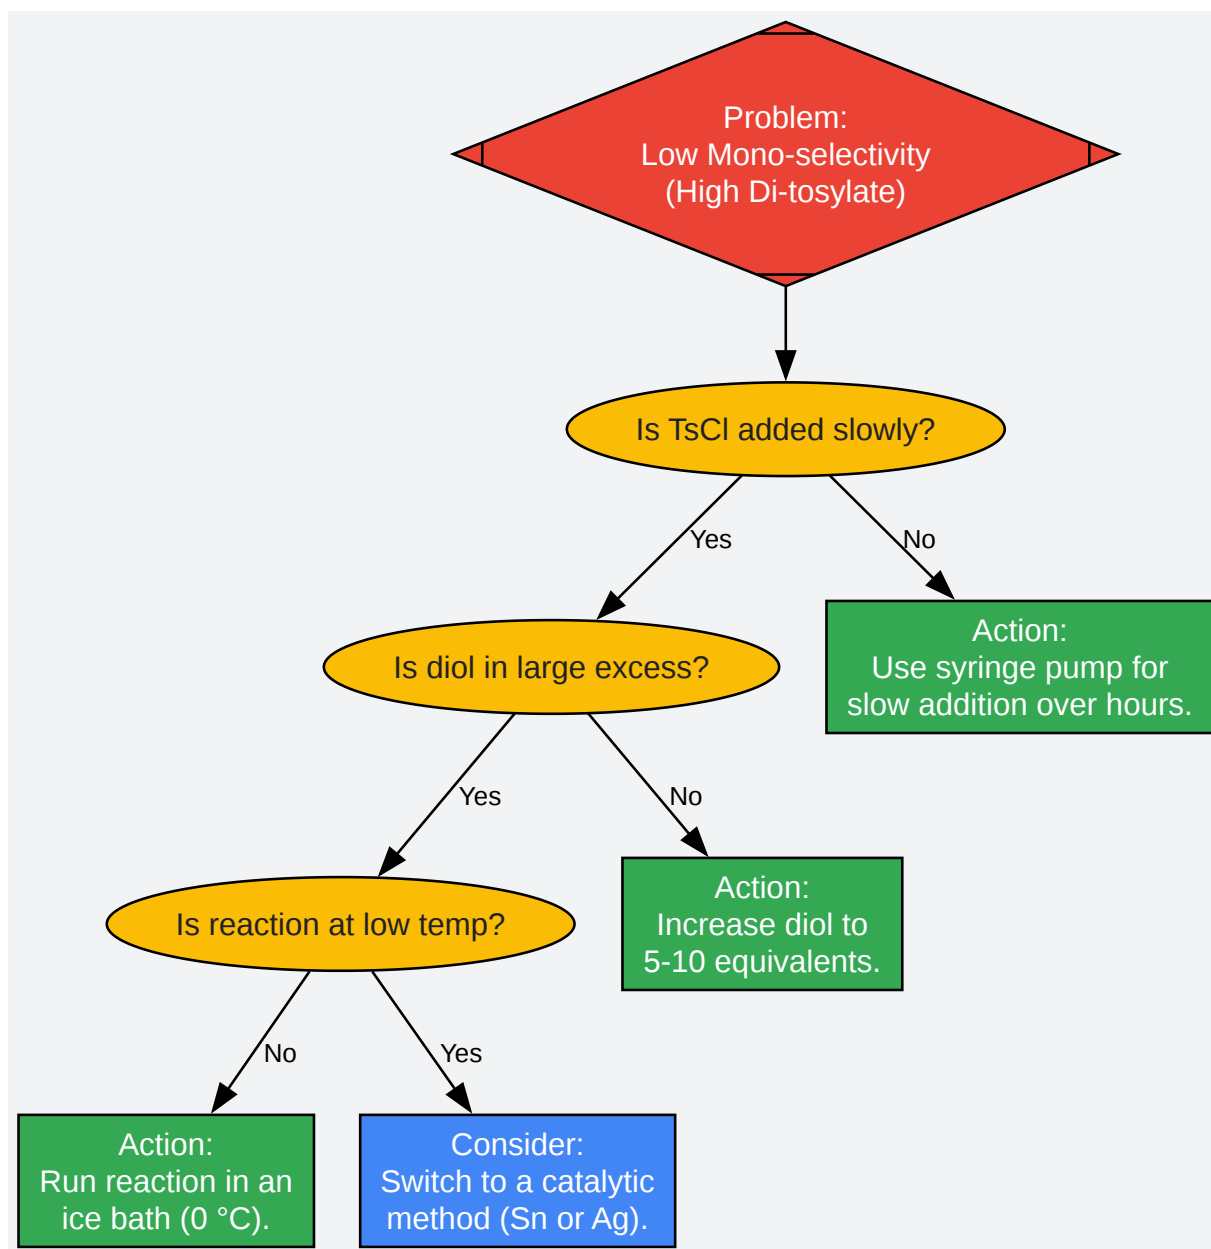 Problem:
Low Mono-selectivity
(High Di-tosylate)
Is TsCl added slowly?
Yes
No
Is diol in large excess?
Action:
Use syringe pump for
slow addition over hours.
Yes
No
Is reaction at low temp?
Action:
Increase diol to
5-10 equivalents.
No
Yes
Action:
Run reaction in an
ice bath (0 °C).
Consider:
Switch to a catalytic
method (Sn or Ag).